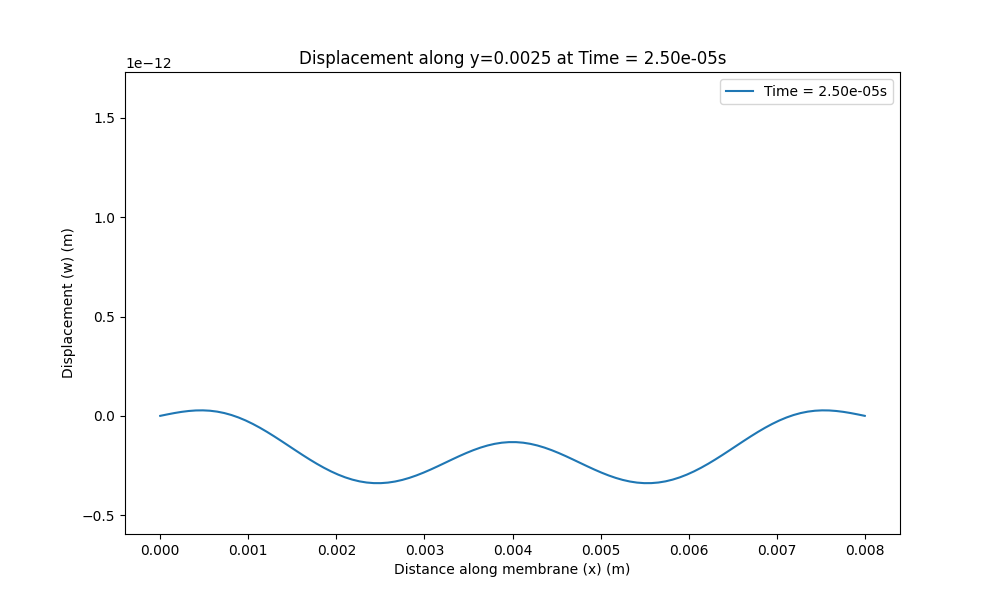 Displacement along y=0.0025 at Time = 2.50e-05s
1e−12
Time = 2.50e-05s
1.5
1.0
0.5
0.0
−0.5
Displacement (w) (m)
0.000 0.001 0.002 0.003 0.004 0.005 0.006 0.007 0.008
Distance along membrane (x) (m)